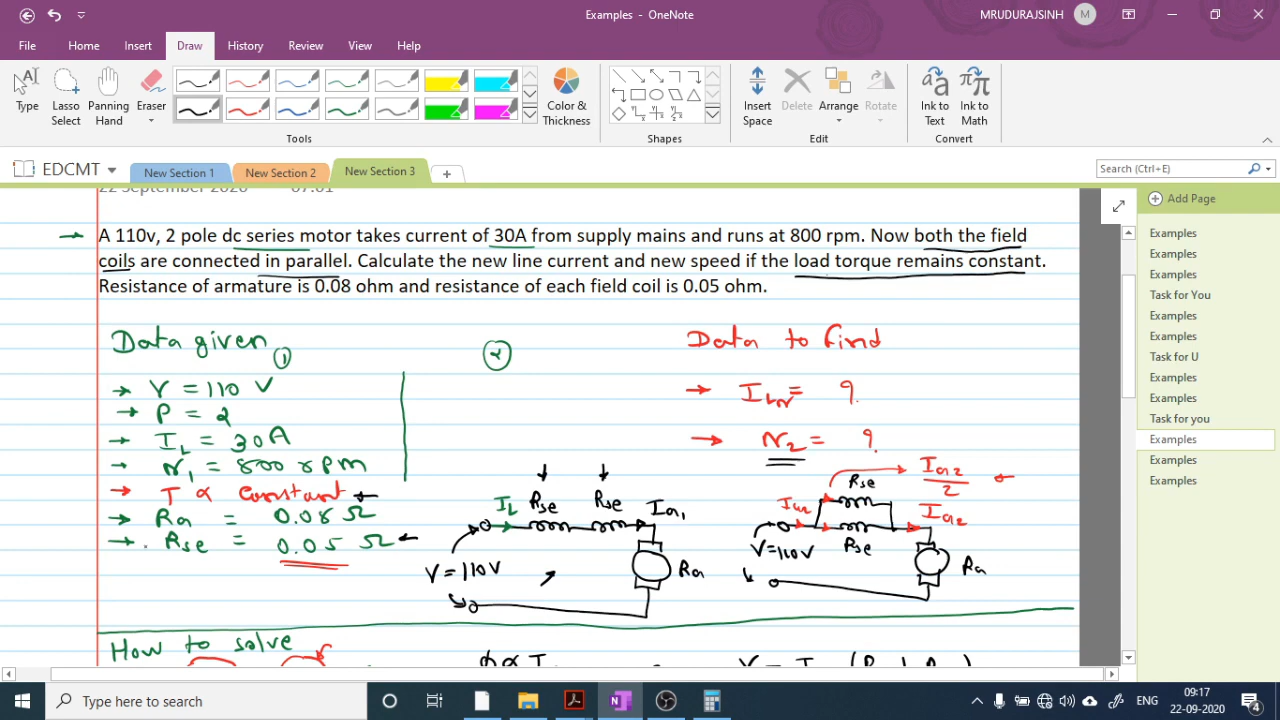 Examples - OneNote
MRUDURAJSINH
M
File Home Insert Draw History Review View Help
Type
Lasso Select
Panning Hand
Eraser
Color & Thickness
Insert Space
Delete
Arrange
Rotate
Ink to Text
Ink to Math
Tools
Shapes
Edit
Convert
EDCMT
New Section 1
New Section 2
New Section 3
Search (Ctrl+E)
22 September 2020 07:01
A 110v, 2 pole dc series motor takes current of 30A from supply mains and runs at 800 rpm. Now both the field
coils are connected in parallel. Calculate the new line current and new speed if the load torque remains constant.
Resistance of armature is 0.08 ohm and resistance of each field coil is 0.05 ohm.
Data given
①
②
Data to find
→ V = 110 V
→ P = 2
→ IL = 30A
→ N1 = 800 rpm
→ T ∝ constant
→ Ra = 0.08 Ω
→ Rse = 0.05 Ω
→ N2 = ?
IL Rse Rse Ia1
V = 110V
Ra
Rse
Ia2/2
Ia2
Rse
V=110V
Ra
How to solve
Add Page
Examples
Examples
Examples
Task for You
Examples
Examples
Task for U
Examples
Examples
Task for you
Examples
Examples
Examples
Type here to search
ENG
09:17
22-09-2020
4